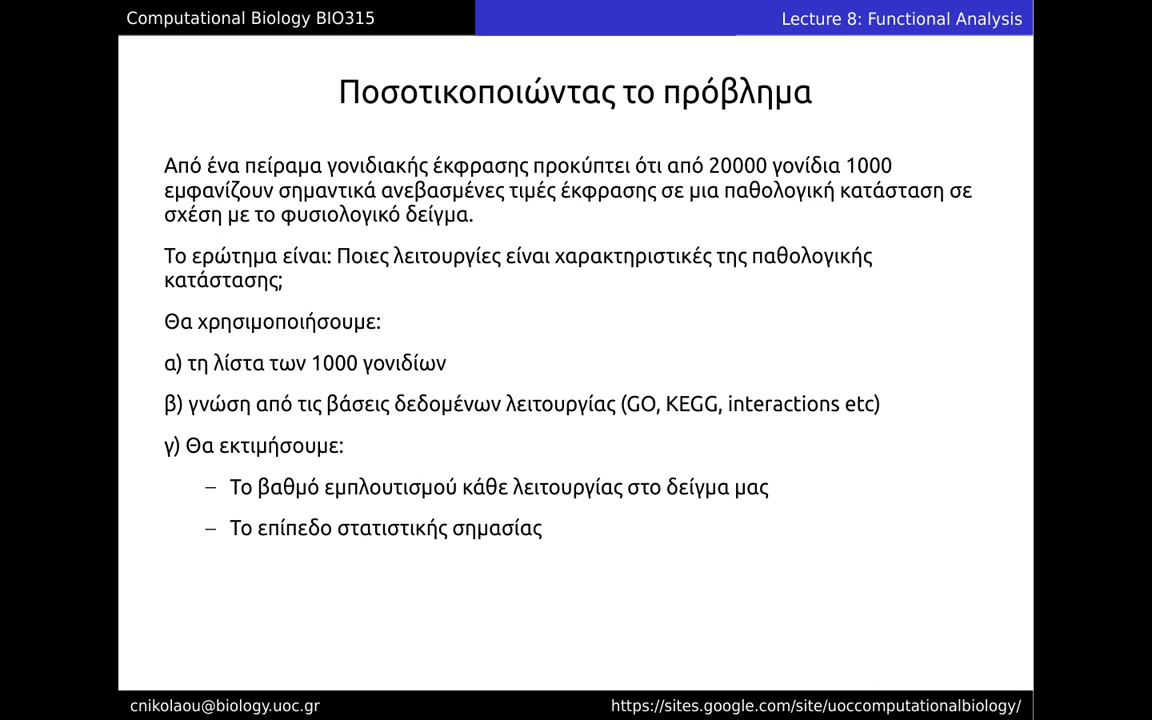 Computational Biology BIO315
Lecture 8: Functional Analysis
Ποσοτικοποιώντας το πρόβλημα
Από ένα πείραμα γονιδιακής έκφρασης προκύπτει ότι από 20000 γονίδια 1000
εμφανίζουν σημαντικά ανεβασμένες τιμές έκφρασης σε μια παθολογική κατάσταση σε
σχέση με το φυσιολογικό δείγμα.
Το ερώτημα είναι: Ποιες λειτουργίες είναι χαρακτηριστικές της παθολογικής
κατάστασης;
Θα χρησιμοποιήσουμε:
α) τη λίστα των 1000 γονιδίων
β) γνώση από τις βάσεις δεδομένων λειτουργίας (GO, KEGG, interactions etc)
γ) Θα εκτιμήσουμε:
– Το βαθμό εμπλουτισμού κάθε λειτουργίας στο δείγμα μας
– Το επίπεδο στατιστικής σημασίας
cnikolaou@biology.uoc.gr
https://sites.google.com/site/uoccomputationalbiology/